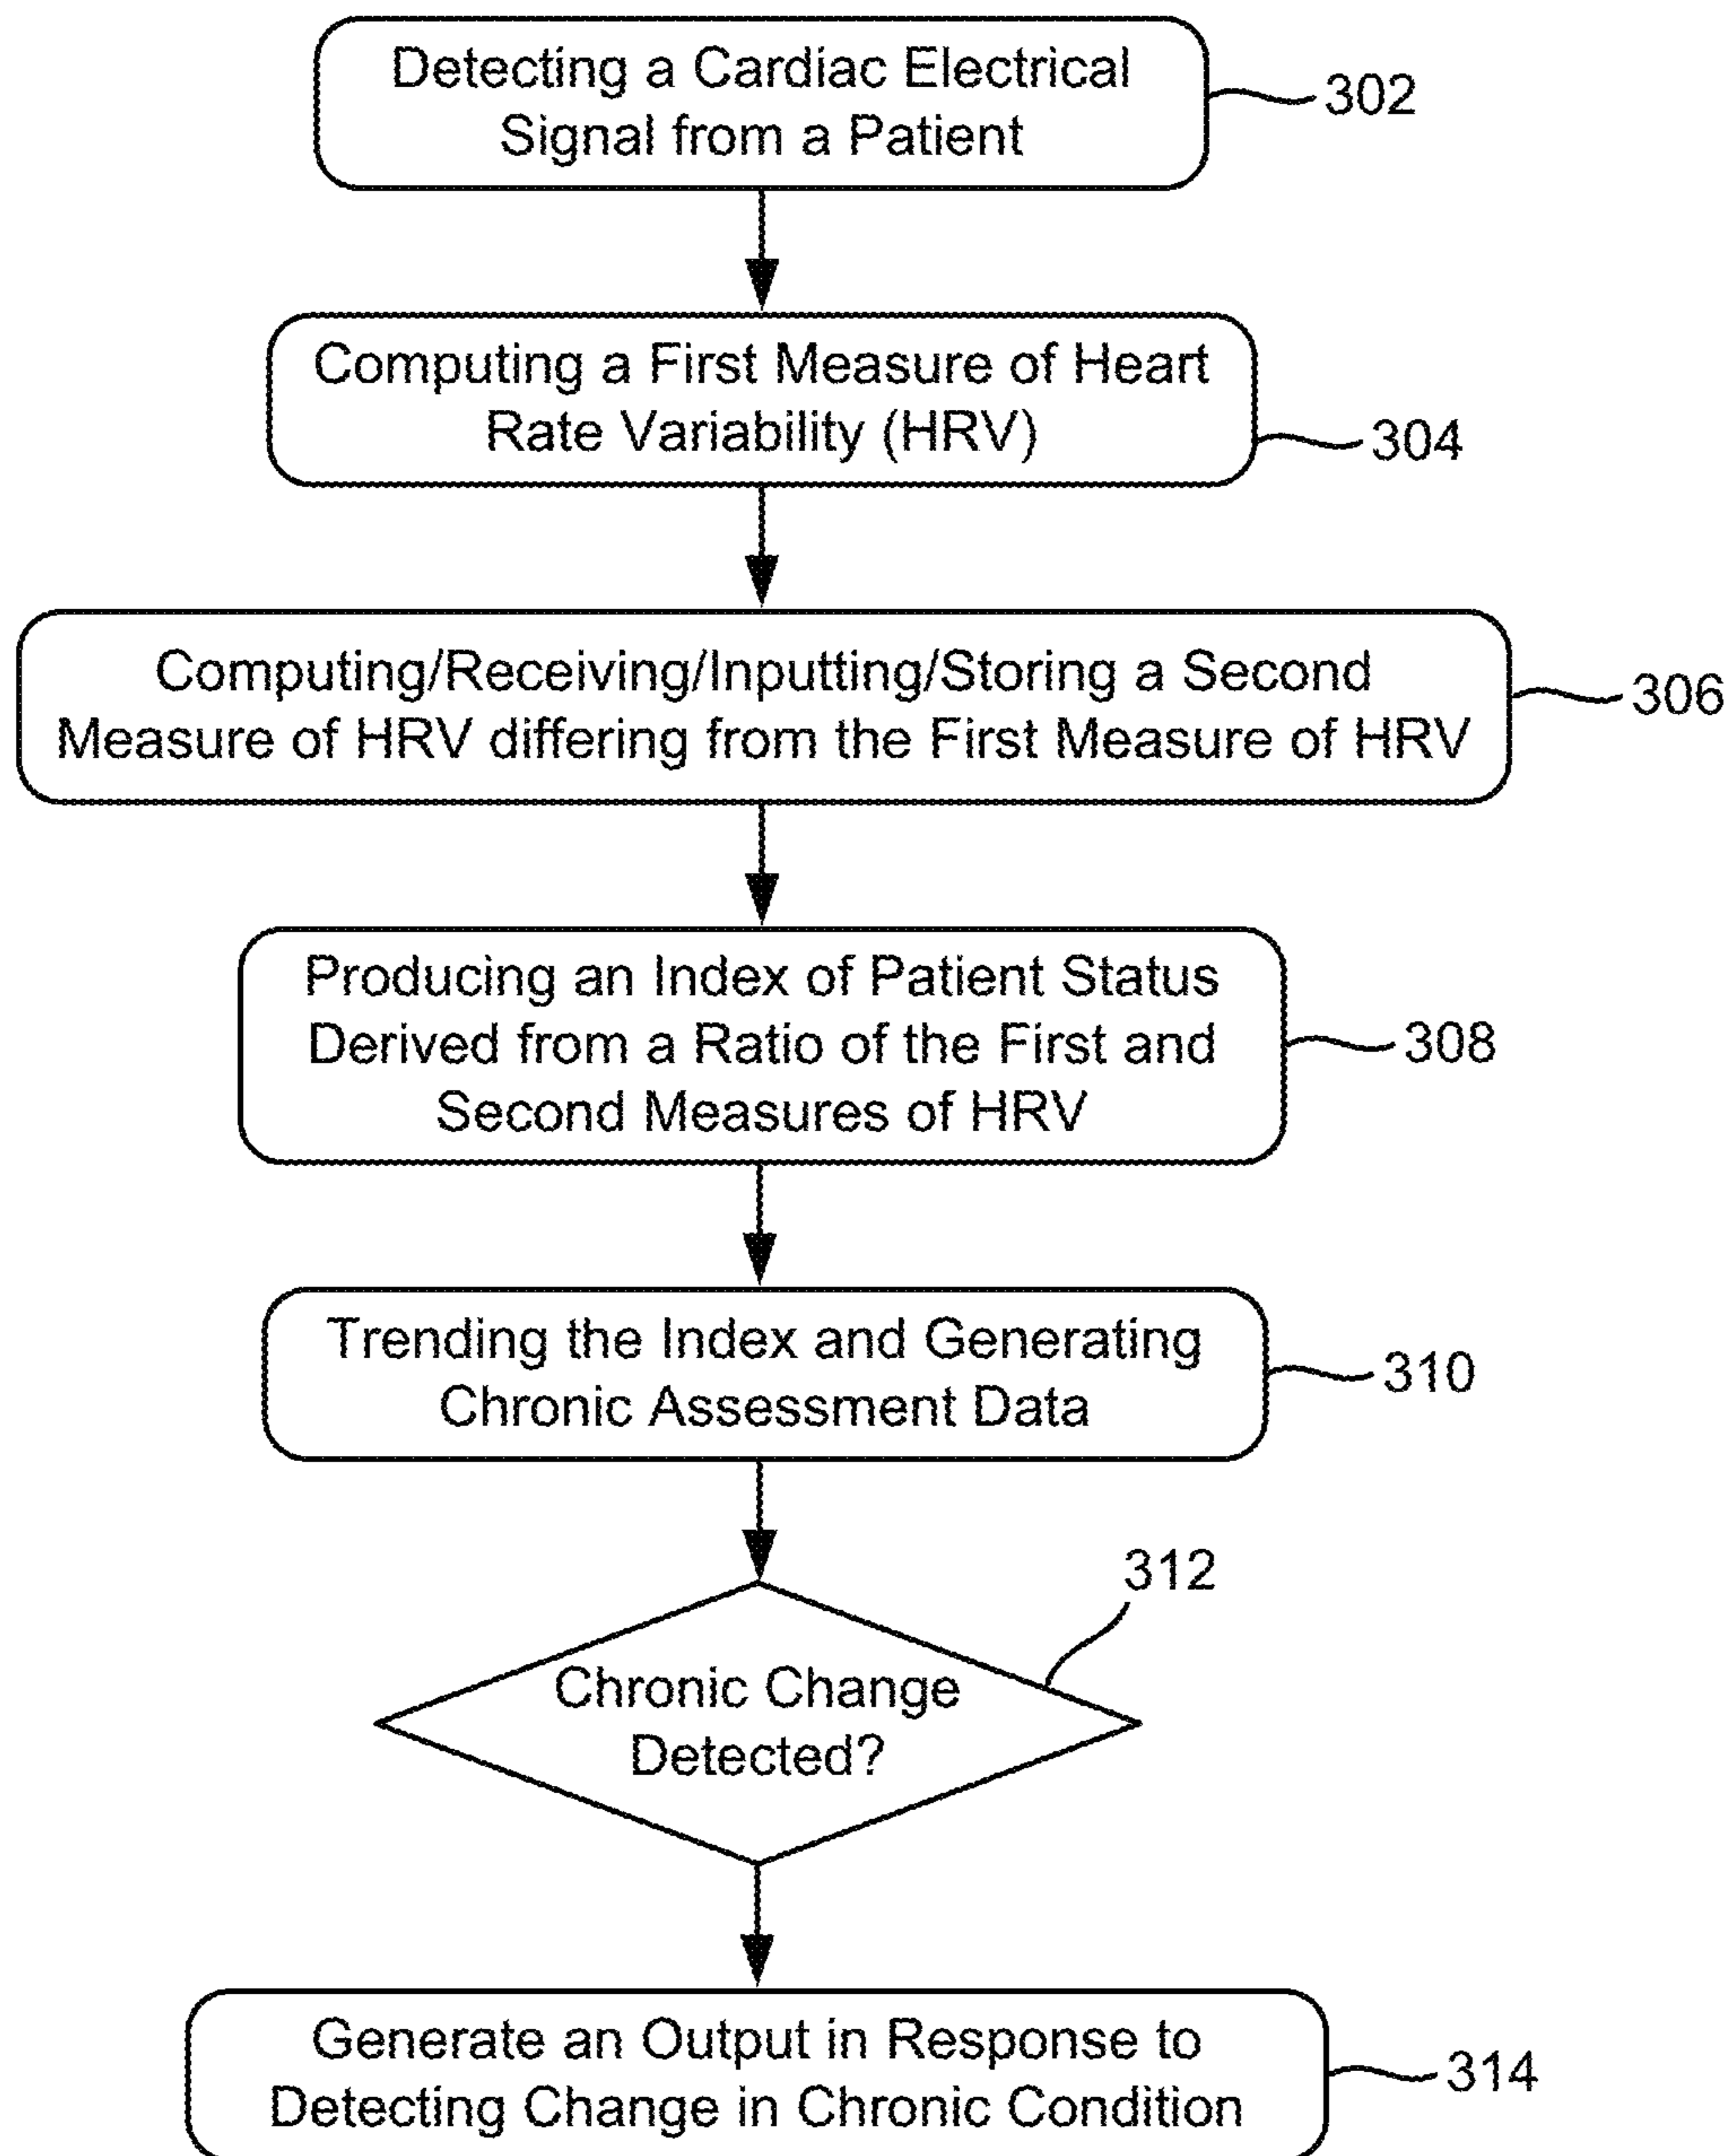 Detecting a Cardiac Electrical
Signal from a Patient
302
Computing a First Measure of Heart
Rate Variability (HRV)
304
Computing/Receiving/Inputting/Storing a Second
Measure of HRV differing from the First Measure of HRV
306
Producing an Index of Patient Status
Derived from a Ratio of the First and
Second Measures of HRV
308
Trending the Index and Generating
Chronic Assessment Data
310
312
Chronic Change
Detected?
Generate an Output in Response to
Detecting Change in Chronic Condition
314